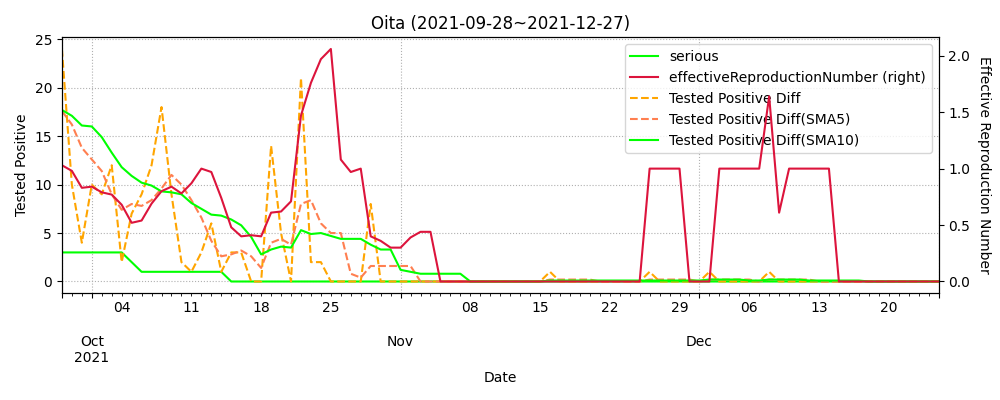 Oita (2021-09-28~2021-12-27)
serious
effectiveReproductionNumber (right)
Tested Positive Diff
Tested Positive Diff(SMA5)
Tested Positive Diff(SMA10)
Tested Positive
25
20
15
10
5
0
Effective Reproduction Number
2.0
1.5
1.0
0.5
0.0
04 11 18 25 08 15 22 29 06 13 20
Oct Nov Dec
2021
Date